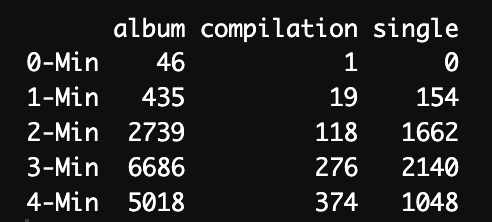 album compilation single
0-Min 46 1 0
1-Min 435 19 154
2-Min 2739 118 1662
3-Min 6686 276 2140
4-Min 5018 374 1048